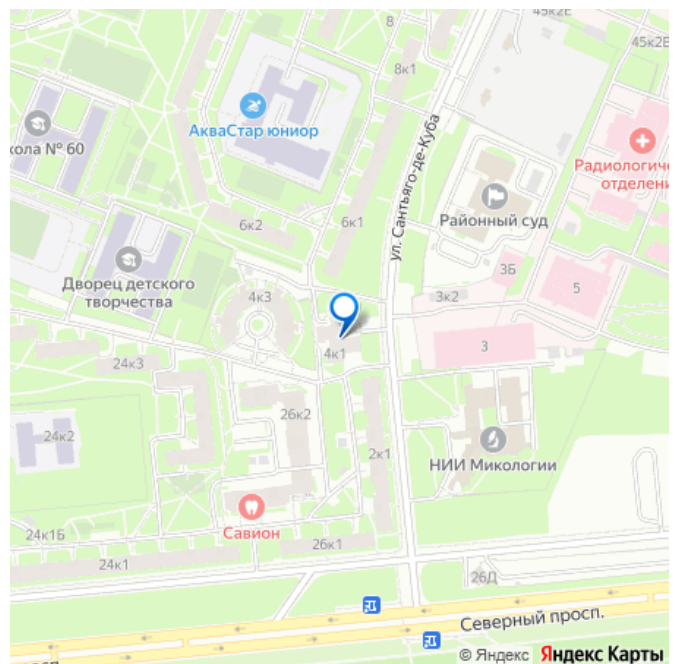 45к2Е
45к2Е
8
8к1
АкваСтар юниор
кола № 60
ул. Сантьяго-де-Куба
Радиологиче
отделени
Районный суд
6к2
6к1
Дворец детского
творчества
4к3
3Б
3к2
5
4к1
3
24к3
26к2
24к2
2к1
НИИ Микологии
Савион
24к1Б
26к1
24к1
26Д
Северный просп.
просп.
© Яндекс Яндекс Карты